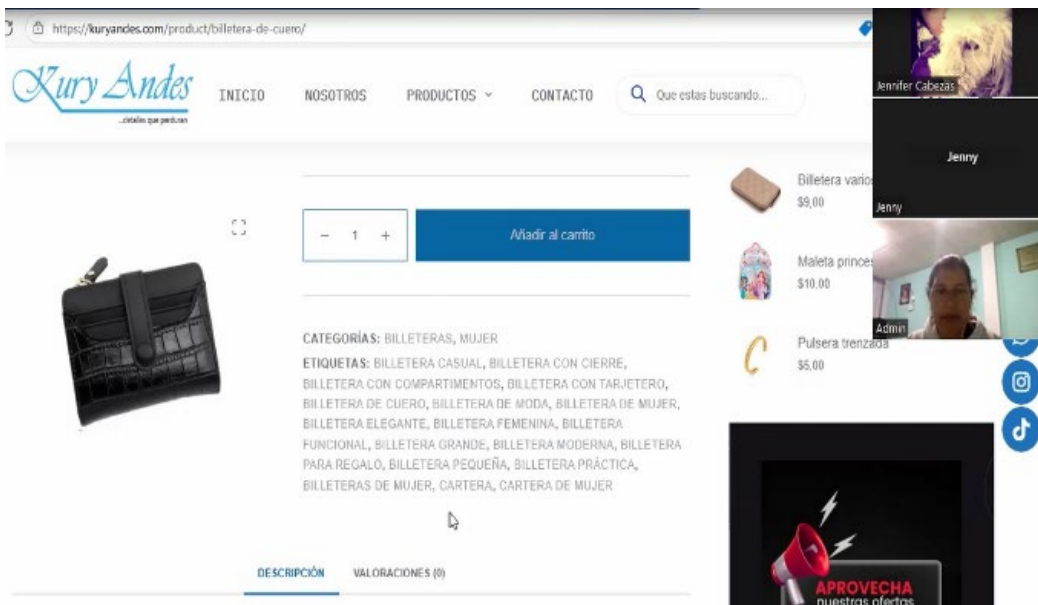 https://kuryandes.com/product/billetera-de-cuero/
Kury Andes
...detalles que perduran
INICIO
NOSOTROS
PRODUCTOS
CONTACTO
Que estas buscando...
- 1 +
Añadir al carrito
CATEGORÍAS: BILLETERAS, MUJER
ETIQUETAS: BILLETERA CASUAL, BILLETERA CON CIERRE,
BILLETERA CON COMPARTIMENTOS, BILLETERA CON TARJETERO,
BILLETERA DE CUERO, BILLETERA DE MODA, BILLETERA DE MUJER,
BILLETERA ELEGANTE, BILLETERA FEMENINA, BILLETERA
FUNCIONAL, BILLETERA GRANDE, BILLETERA MODERNA, BILLETERA
PARA REGALO, BILLETERA PEQUEÑA, BILLETERA PRÁCTICA,
BILLETERAS DE MUJER, CARTERA, CARTERA DE MUJER
DESCRIPCIÓN
VALORACIONES (0)
Billetera varios
$9,00
Maleta princes
$10,00
Pulsera trenzada
$5,00
APROVECHA
nuestras ofertas
Jennifer Cabezas
Jenny
Jenny
Admin